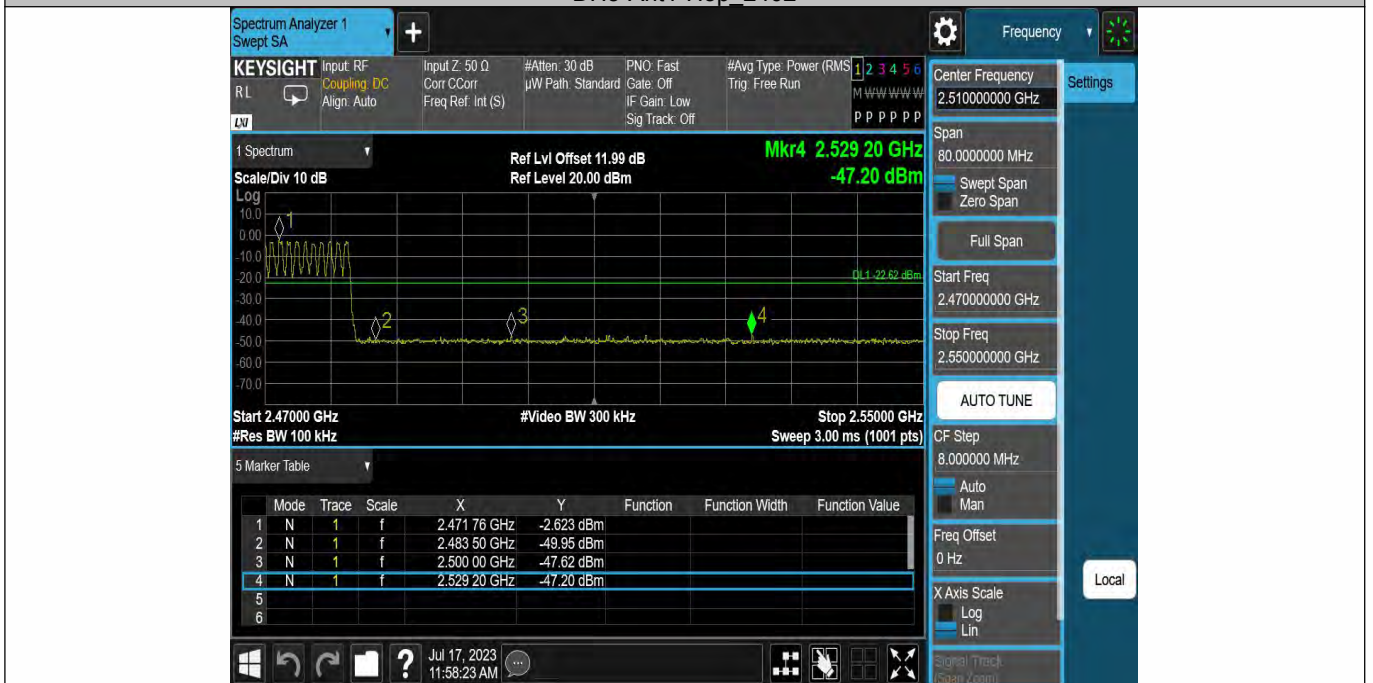 Spectrum Analyzer 1
Swept SA
+
Frequency
KEYSIGHT
RL
LXI
Input: RF
Coupling: DC
Align: Auto
Input Z: 50 Ω
Corr CCorr
Freq Ref: Int (S)
#Atten: 30 dB
µW Path: Standard
PNO: Fast
Gate: Off
IF Gain: Low
Sig Track: Off
#Avg Type: Power (RMS
Trig: Free Run
1 2 3 4 5 6
M W W W W W
P P P P P P
Center Frequency
2.510000000 GHz
Settings
Span
80.0000000 MHz
Swept Span
Zero Span
Full Span
Start Freq
2.470000000 GHz
Stop Freq
2.550000000 GHz
AUTO TUNE
CF Step
8.000000 MHz
Auto
Man
Freq Offset
0 Hz
X Axis Scale
Log
Lin
Signal Track
(Span Zoom)
Local
1 Spectrum
Scale/Div 10 dB
Ref Lvl Offset 11.99 dB
Ref Level 20.00 dBm
Mkr4 2.529 20 GHz
-47.20 dBm
Log
10.0
0.00
-10.0
-20.0
-30.0
-40.0
-50.0
-60.0
-70.0
1
2
3
4
DL1 -22.62 dBm
Start 2.47000 GHz
#Res BW 100 kHz
#Video BW 300 kHz
Stop 2.55000 GHz
Sweep 3.00 ms (1001 pts)
5 Marker Table
Mode Trace Scale X Y Function Function Width Function Value
1 N 1 f 2.471 76 GHz -2.623 dBm
2 N 1 f 2.483 50 GHz -49.95 dBm
3 N 1 f 2.500 00 GHz -47.62 dBm
4 N 1 f 2.529 20 GHz -47.20 dBm
5
6
?
Jul 17, 2023
11:58:23 AM